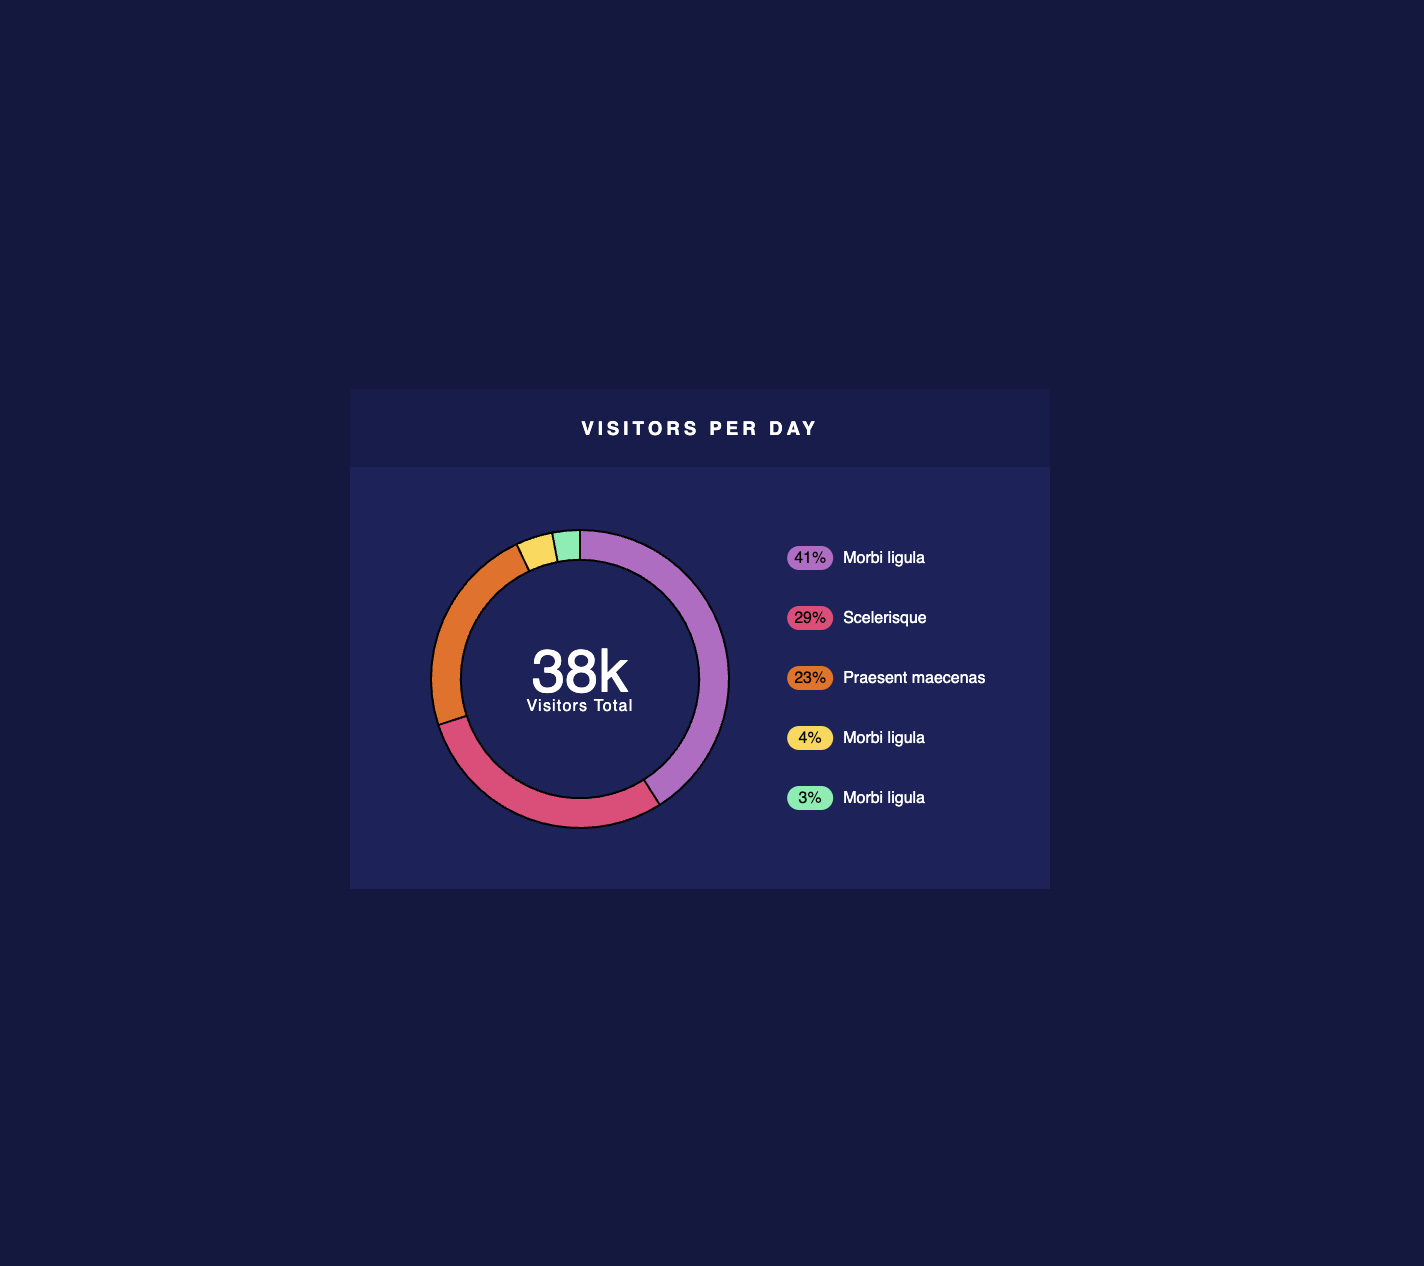 VISITORS PER DAY
38k
Visitors Total
41% Morbi ligula
29% Scelerisque
23% Praesent maecenas
4% Morbi ligula
3% Morbi ligula